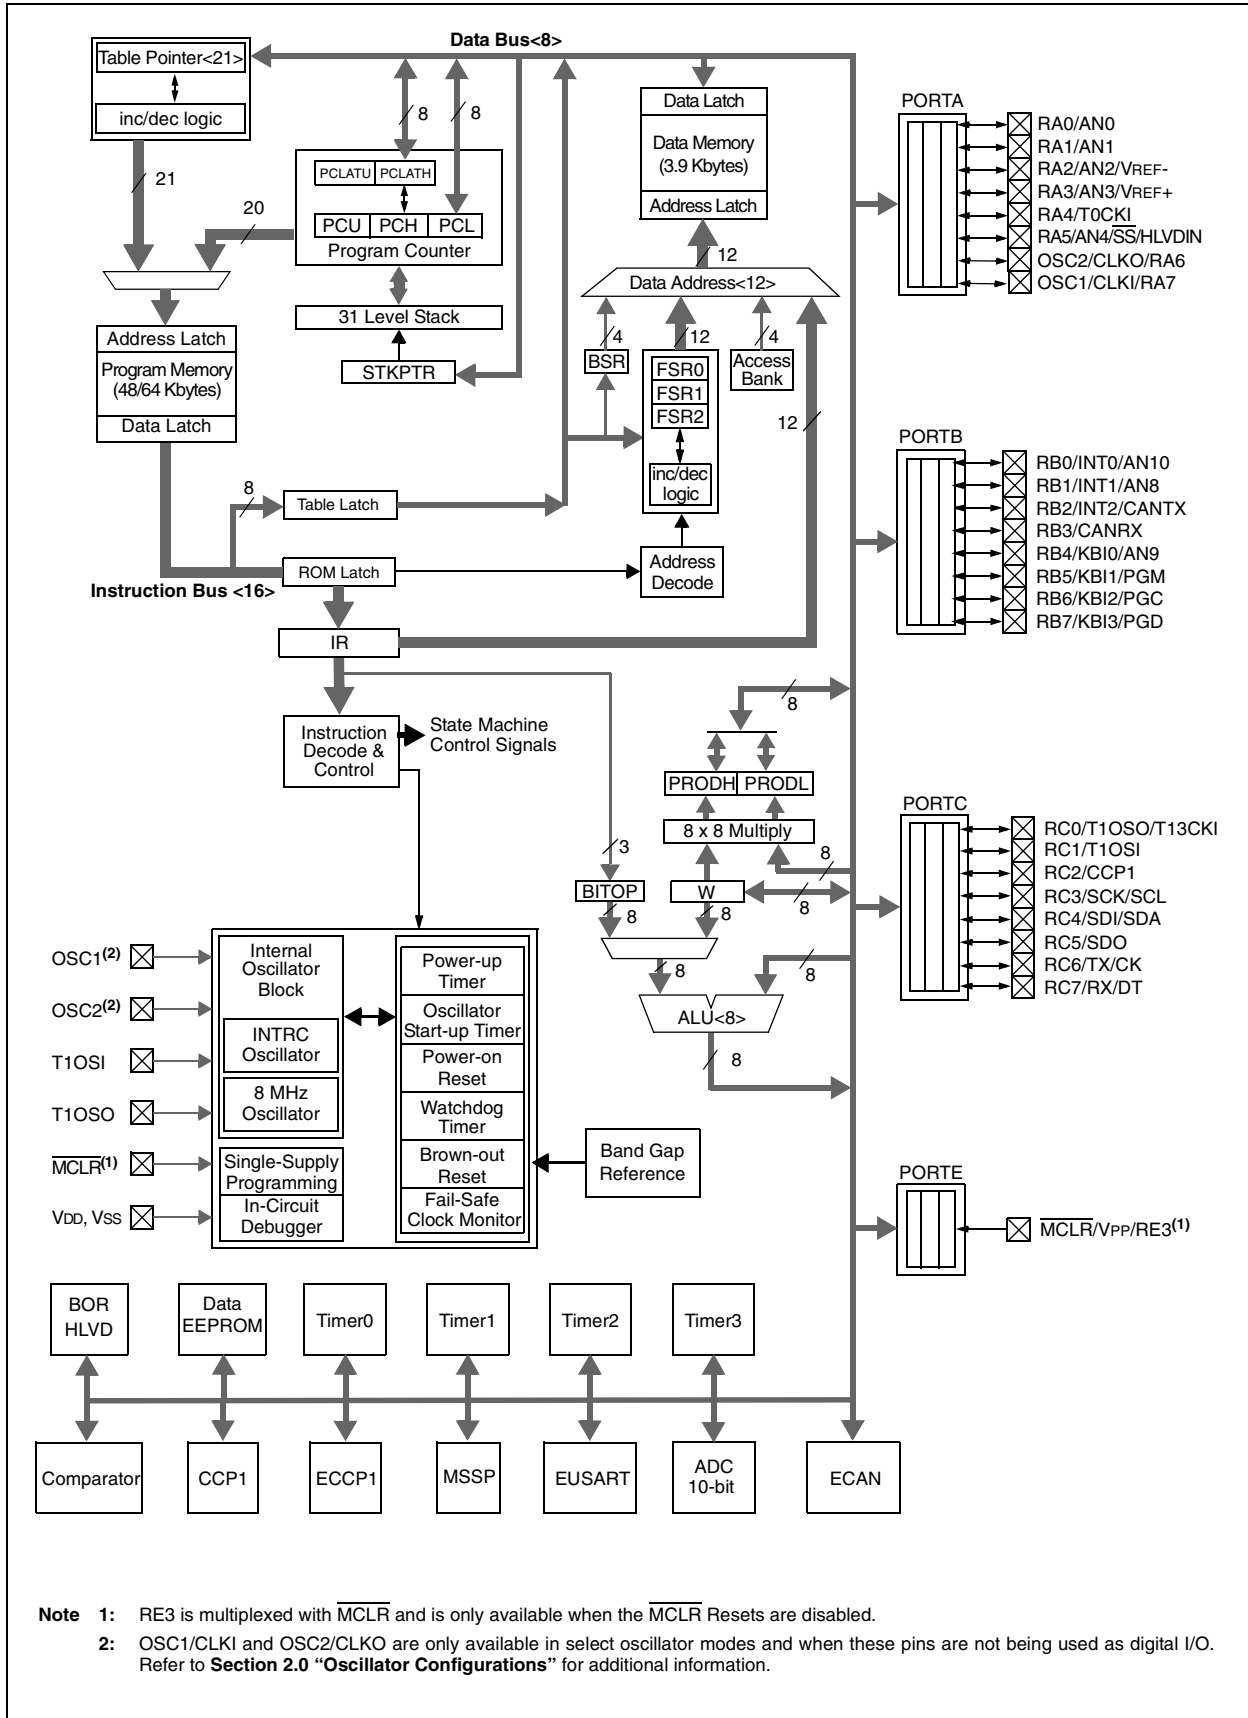 Data Bus<8>
Table Pointer<21>
inc/dec logic
21
20
8
8
PCLATU
PCLATH
PCU
PCH
PCL
Program Counter
31 Level Stack
STKPTR
Data Latch
Data Memory
(3.9 Kbytes)
Address Latch
12
Data Address<12>
4
12
4
BSR
FSR0
FSR1
FSR2
inc/dec
logic
Access
Bank
12
Address Latch
Program Memory
(48/64 Kbytes)
Data Latch
8
Table Latch
ROM Latch
Instruction Bus <16>
Address
Decode
IR
Instruction
Decode &
Control
State Machine
Control Signals
8
PRODH
PRODL
8 x 8 Multiply
3
8
BITOP
W
8
8
8
8
8
ALU<8>
8
OSC1(2)
OSC2(2)
T1OSI
T1OSO
MCLR(1)
VDD, VSS
Internal
Oscillator
Block
INTRC
Oscillator
8 MHz
Oscillator
Single-Supply
Programming
In-Circuit
Debugger
Power-up
Timer
Oscillator
Start-up Timer
Power-on
Reset
Watchdog
Timer
Brown-out
Reset
Fail-Safe
Clock Monitor
Band Gap
Reference
PORTA
RA0/AN0
RA1/AN1
RA2/AN2/VREF-
RA3/AN3/VREF+
RA4/T0CKI
RA5/AN4/SS/HLVDIN
OSC2/CLKO/RA6
OSC1/CLKI/RA7
PORTB
RB0/INT0/AN10
RB1/INT1/AN8
RB2/INT2/CANTX
RB3/CANRX
RB4/KBI0/AN9
RB5/KBI1/PGM
RB6/KBI2/PGC
RB7/KBI3/PGD
PORTC
RC0/T1OSO/T13CKI
RC1/T1OSI
RC2/CCP1
RC3/SCK/SCL
RC4/SDI/SDA
RC5/SDO
RC6/TX/CK
RC7/RX/DT
PORTE
MCLR/VPP/RE3(1)
BOR
HLVD
Data
EEPROM
Timer0
Timer1
Timer2
Timer3
Comparator
CCP1
ECCP1
MSSP
EUSART
ADC
10-bit
ECAN
Note 1: RE3 is multiplexed with MCLR and is only available when the MCLR Resets are disabled.
2: OSC1/CLKI and OSC2/CLKO are only available in select oscillator modes and when these pins are not being used as digital I/O.
Refer to Section 2.0 “Oscillator Configurations” for additional information.